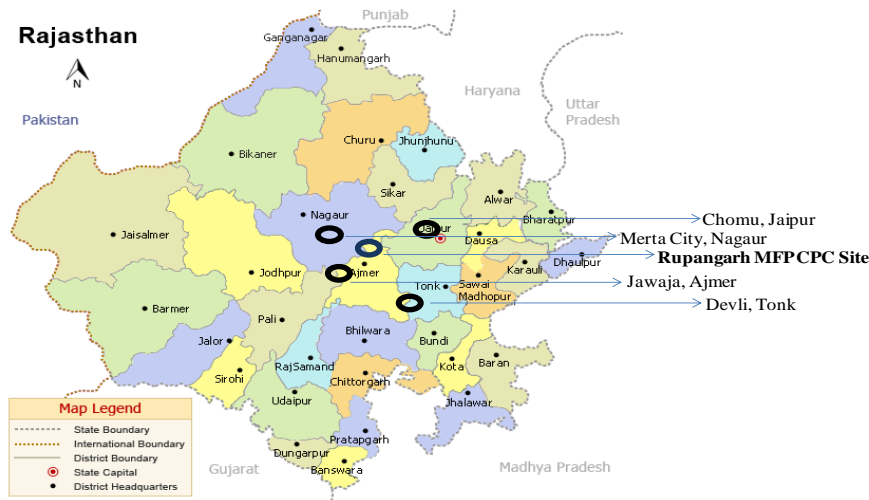 Punjab
Rajasthan
Ganganagar
Hanumangarh
N
Haryana
Pakistan
Uttar
Pradesh
Churu
Jhunjhunu
Bikaner
Sikar
Alwar
Nagaur
Bharatpur
Chomu, Jaipur
Jaipur
Jaisalmer
Dausa
Merta City, Nagaur
Rupangarh MFP CPC Site
Dhaulpur
Karauli
Jodhpur
Ajmer
Jawaja, Ajmer
Tonk
Sawai
Madhopur
Devli, Tonk
Barmer
Pali
Bhilwara
Bundi
Jalor
RajSamand
Kota
Baran
Sirohi
Chittorgarh
Udaipur
Jhalawar
Map Legend
State Boundary
International Boundary
District Boundary
State Capital
District Headquarters
Pratapgarh
Dungarpur
Banswara
Gujarat
Madhya Pradesh